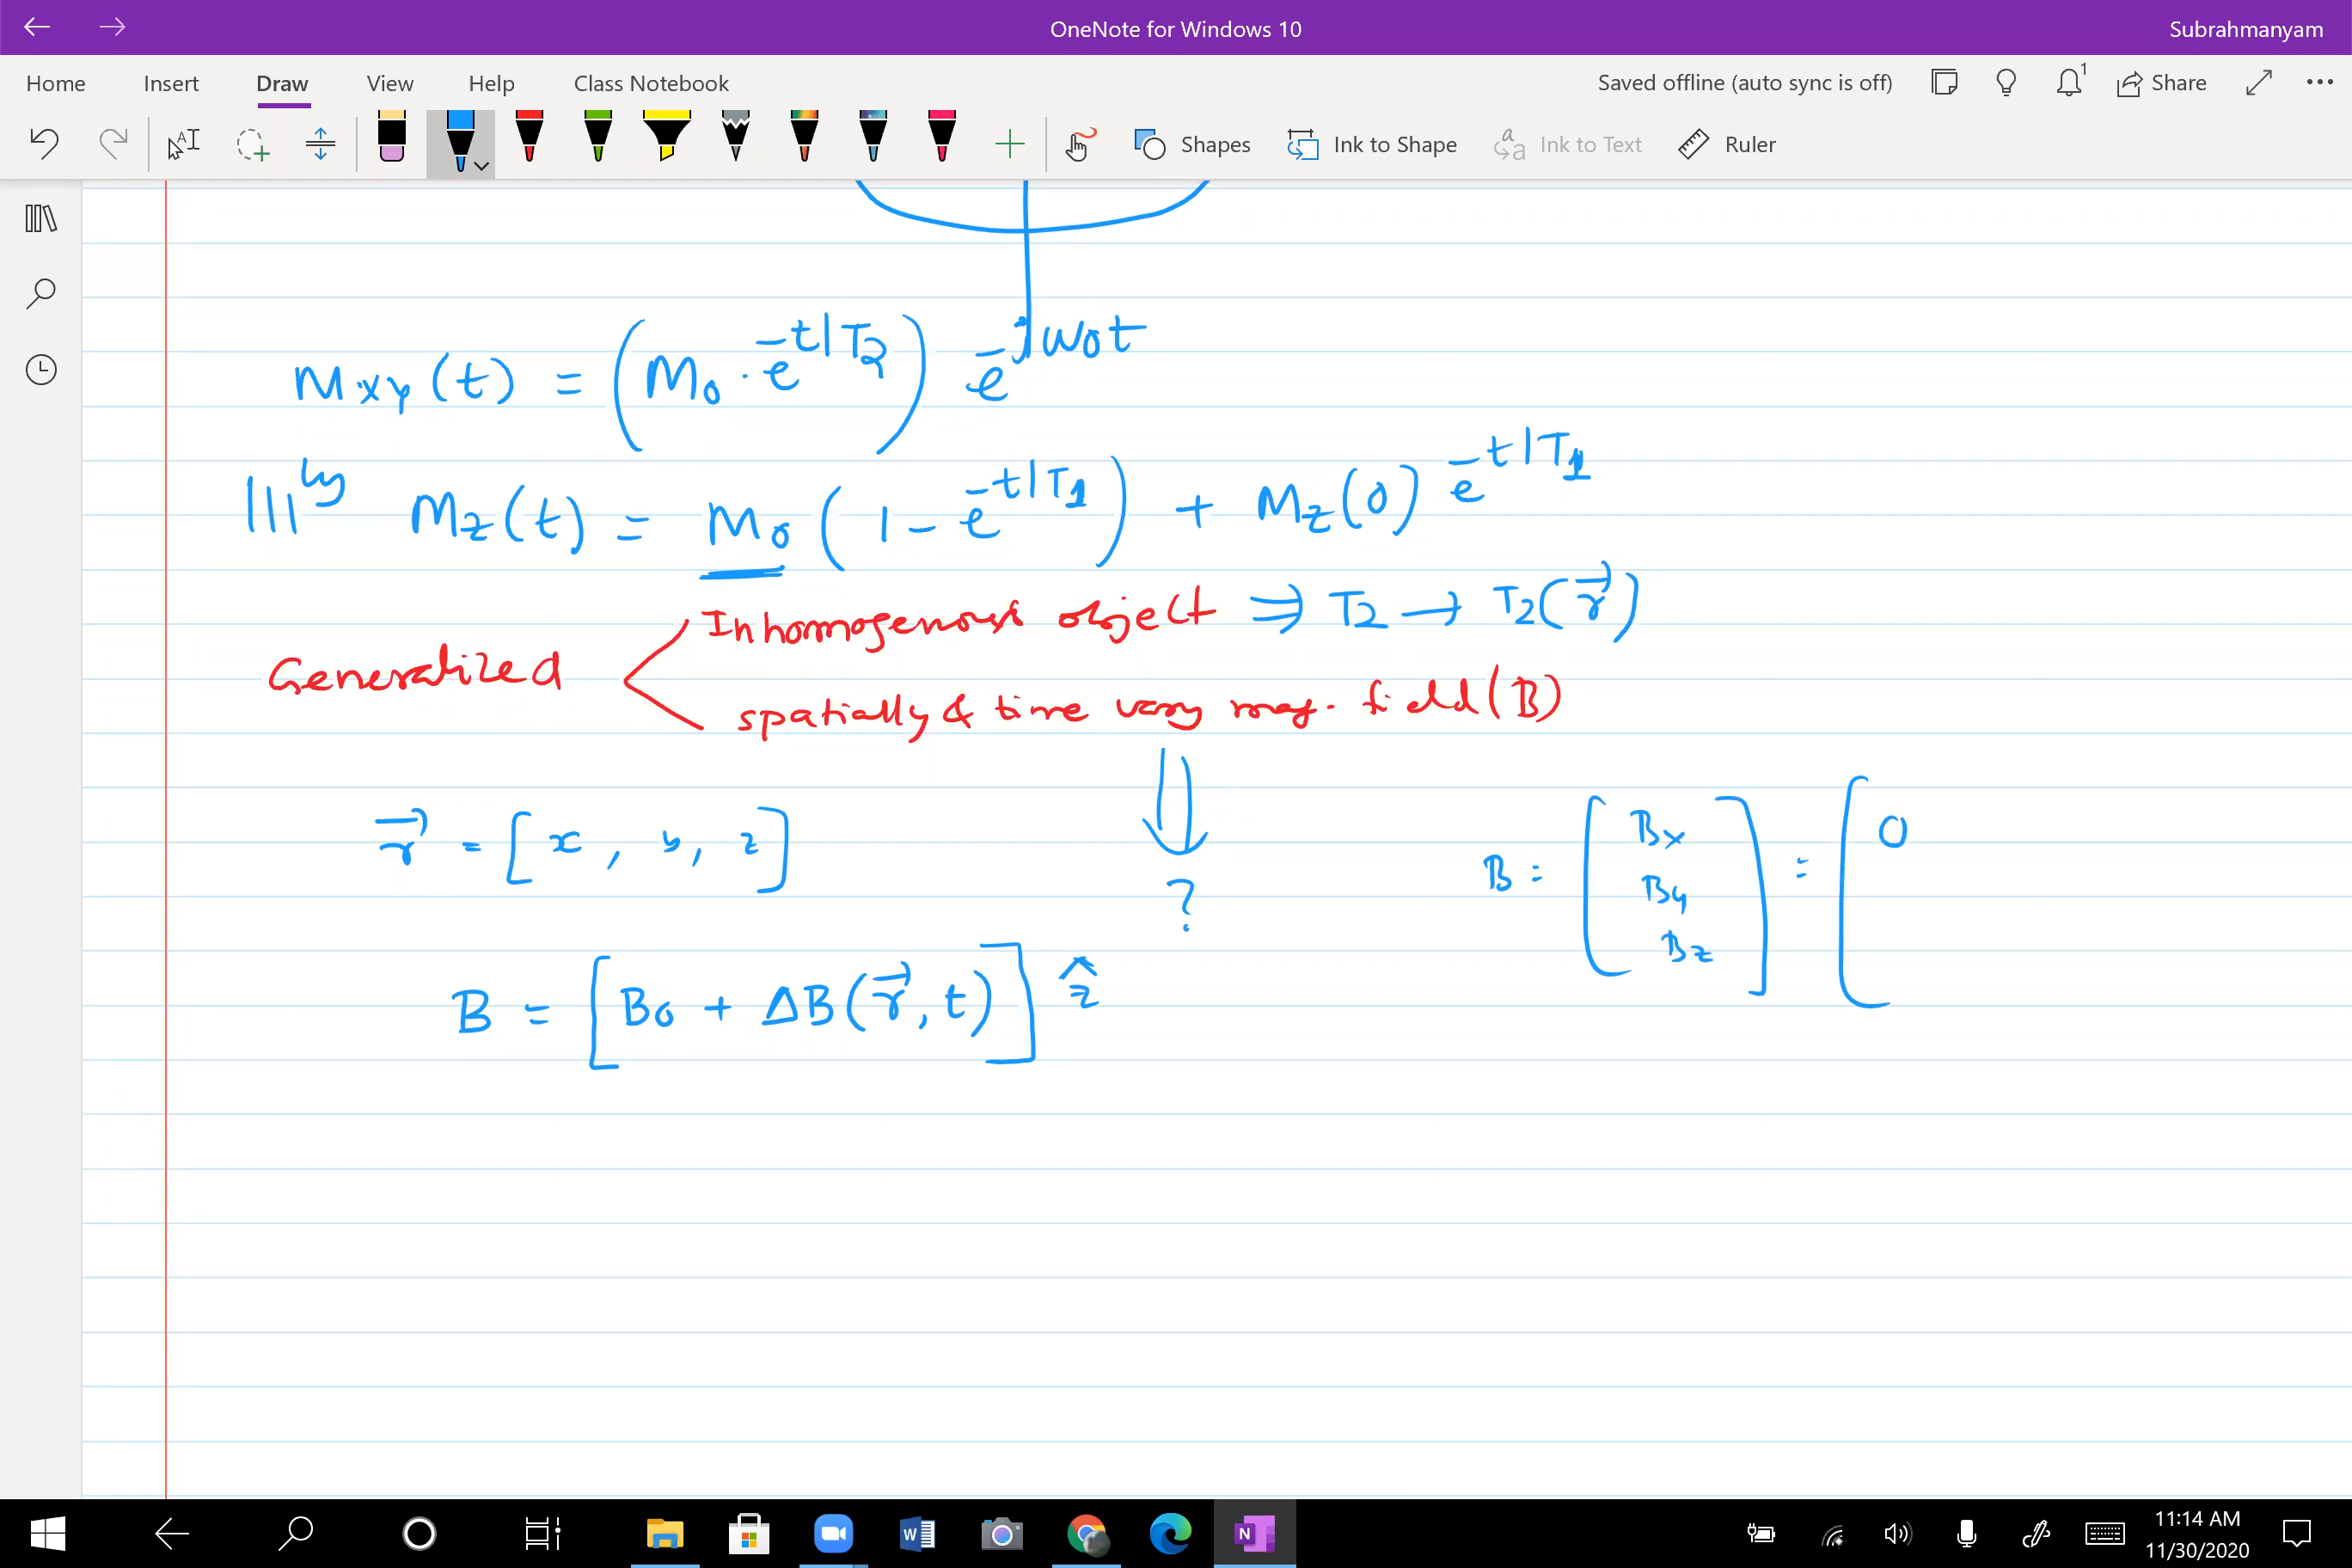 OneNote for Windows 10
Subrahmanyam
Home Insert Draw View Help Class Notebook
Saved offline (auto sync is off)
1
Share
Shapes
Ink to Shape
Ink to Text
Ruler
Mxy(t) = (M0 · e^-t|T2) e^-jw0t
|||ly Mz(t) = M0 (1 - e^-t|T1) + Mz(0) e^-t|T1
Inhomogenous object ⇒ T2 → T2(r⃗)
Generalized
spatially & time vary mag. field (B)
r⃗ = [x, y, z]
?
B = [B0 + ΔB(r⃗, t)] ẑ
B = [Bx By Bz] = [0
11:14 AM
11/30/2020